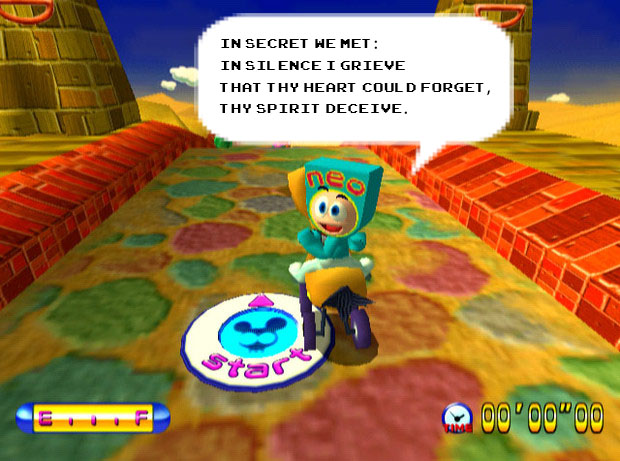 IN SECRET WE MET:
IN SILENCE I GRIEVE
THAT THY HEART COULD FORGET,
THY SPIRIT DECEIVE.
neo
start
E...F
TIME 00'00"00